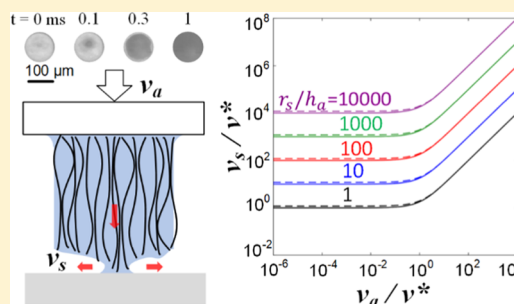 t = 0 ms 0.1 0.3 1
100 μm
v_a
v_s
10^8
10^6
10^4
10^2
10^0
10^-2
v_s/v*
r_s/h_a=10000
1000
100
10
1
10^-6 10^-4 10^-2 10^0 10^2
v_a/v*